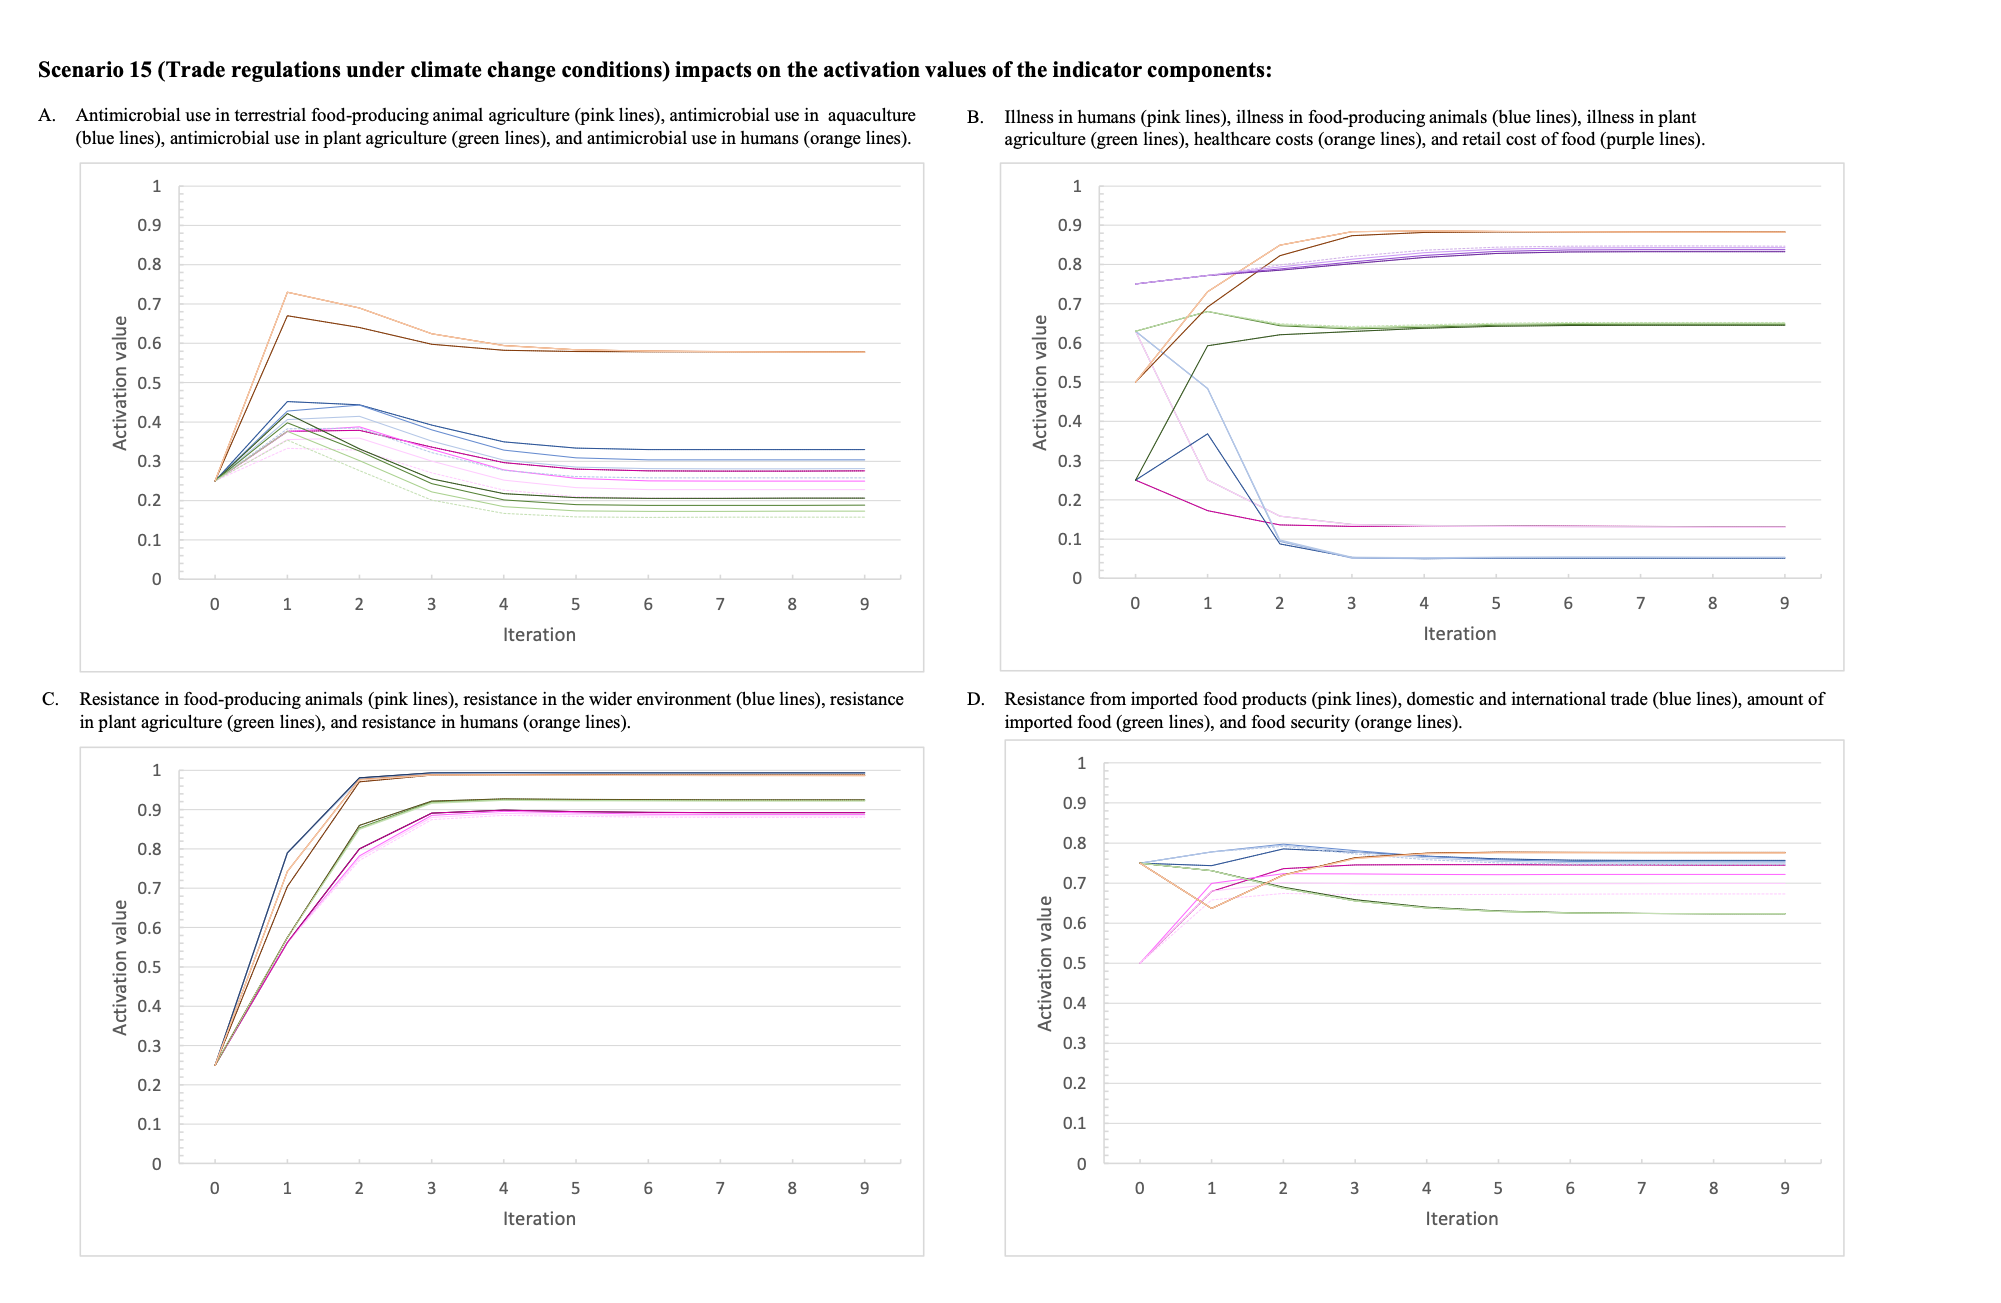 Scenario 15 (Trade regulations under climate change conditions) impacts on the activation values of the indicator components:
A. Antimicrobial use in terrestrial food-producing animal agriculture (pink lines), antimicrobial use in aquaculture
(blue lines), antimicrobial use in plant agriculture (green lines), and antimicrobial use in humans (orange lines).
1
0.9
0.8
0.7
0.6
0.5
0.4
0.3
0.2
0.1
0
Activation value
0 1 2 3 4 5 6 7 8 9
Iteration
B. Illness in humans (pink lines), illness in food-producing animals (blue lines), illness in plant
agriculture (green lines), healthcare costs (orange lines), and retail cost of food (purple lines).
1
0.9
0.8
0.7
0.6
0.5
0.4
0.3
0.2
0.1
0
Activation value
0 1 2 3 4 5 6 7 8 9
Iteration
C. Resistance in food-producing animals (pink lines), resistance in the wider environment (blue lines), resistance
in plant agriculture (green lines), and resistance in humans (orange lines).
1
0.9
0.8
0.7
0.6
0.5
0.4
0.3
0.2
0.1
0
Activation value
0 1 2 3 4 5 6 7 8 9
Iteration
D. Resistance from imported food products (pink lines), domestic and international trade (blue lines), amount of
imported food (green lines), and food security (orange lines).
1
0.9
0.8
0.7
0.6
0.5
0.4
0.3
0.2
0.1
0
Activation value
0 1 2 3 4 5 6 7 8 9
Iteration